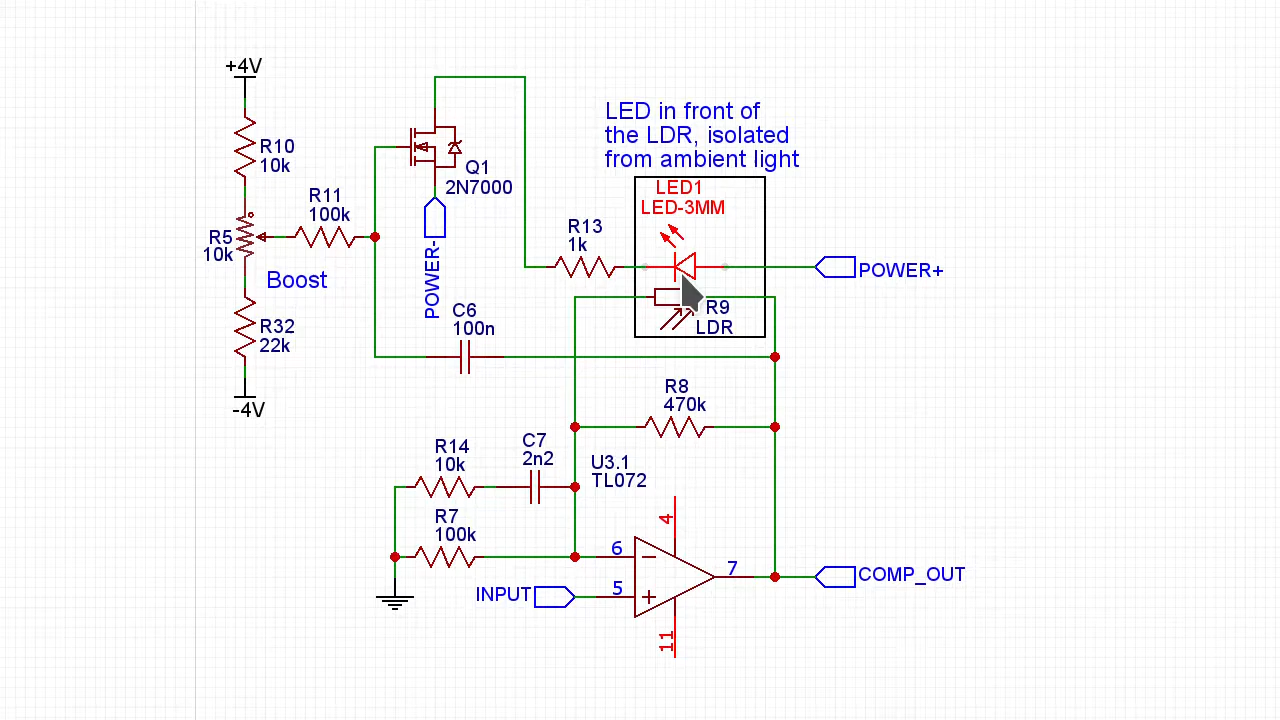 +4V
R10
10k
R5
10k
R11
100k
Boost
R32
22k
-4V
Q1
2N7000
POWER-
LED in front of
the LDR, isolated
from ambient light
LED1
LED-3MM
R13
1k
POWER+
R9
LDR
C6
100n
R8
470k
R14
10k
C7
2n2
U3.1
TL072
R7
100k
4
6
7
COMP_OUT
INPUT
5
11